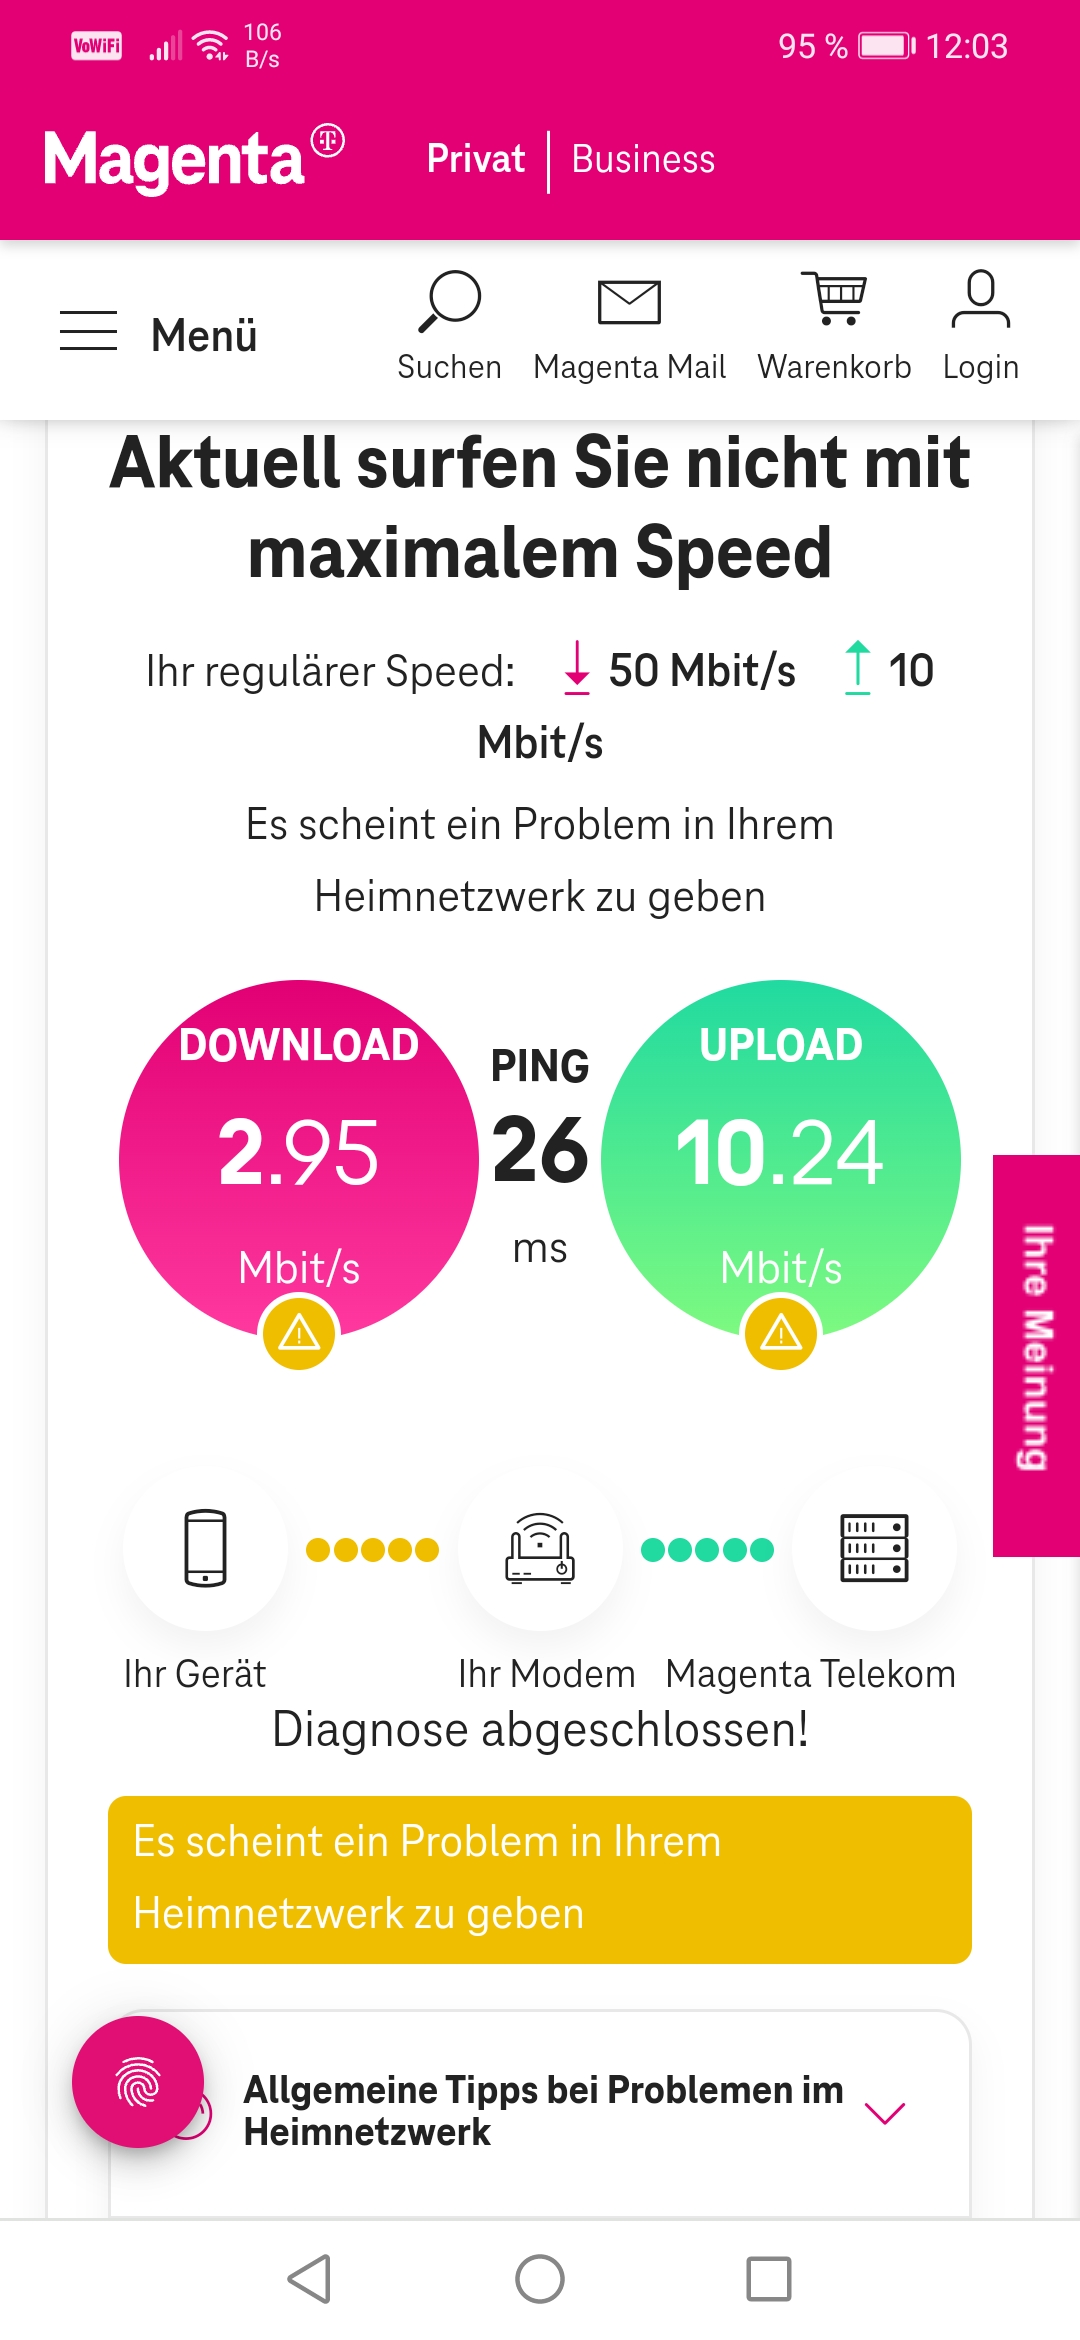 VoWiFi 106 B/s 95 % 12:03
Magenta T Privat Business
Menü Suchen Magenta Mail Warenkorb Login
Aktuell surfen Sie nicht mit
maximalem Speed
Ihr regulärer Speed: 50 Mbit/s 10
Mbit/s
Es scheint ein Problem in Ihrem
Heimnetzwerk zu geben
DOWNLOAD
2.95
Mbit/s
PING
26
ms
UPLOAD
10.24
Mbit/s
Ihre Meinung
Ihr Gerät Ihr Modem Magenta Telekom
Diagnose abgeschlossen!
Es scheint ein Problem in Ihrem
Heimnetzwerk zu geben
Allgemeine Tipps bei Problemen im
Heimnetzwerk